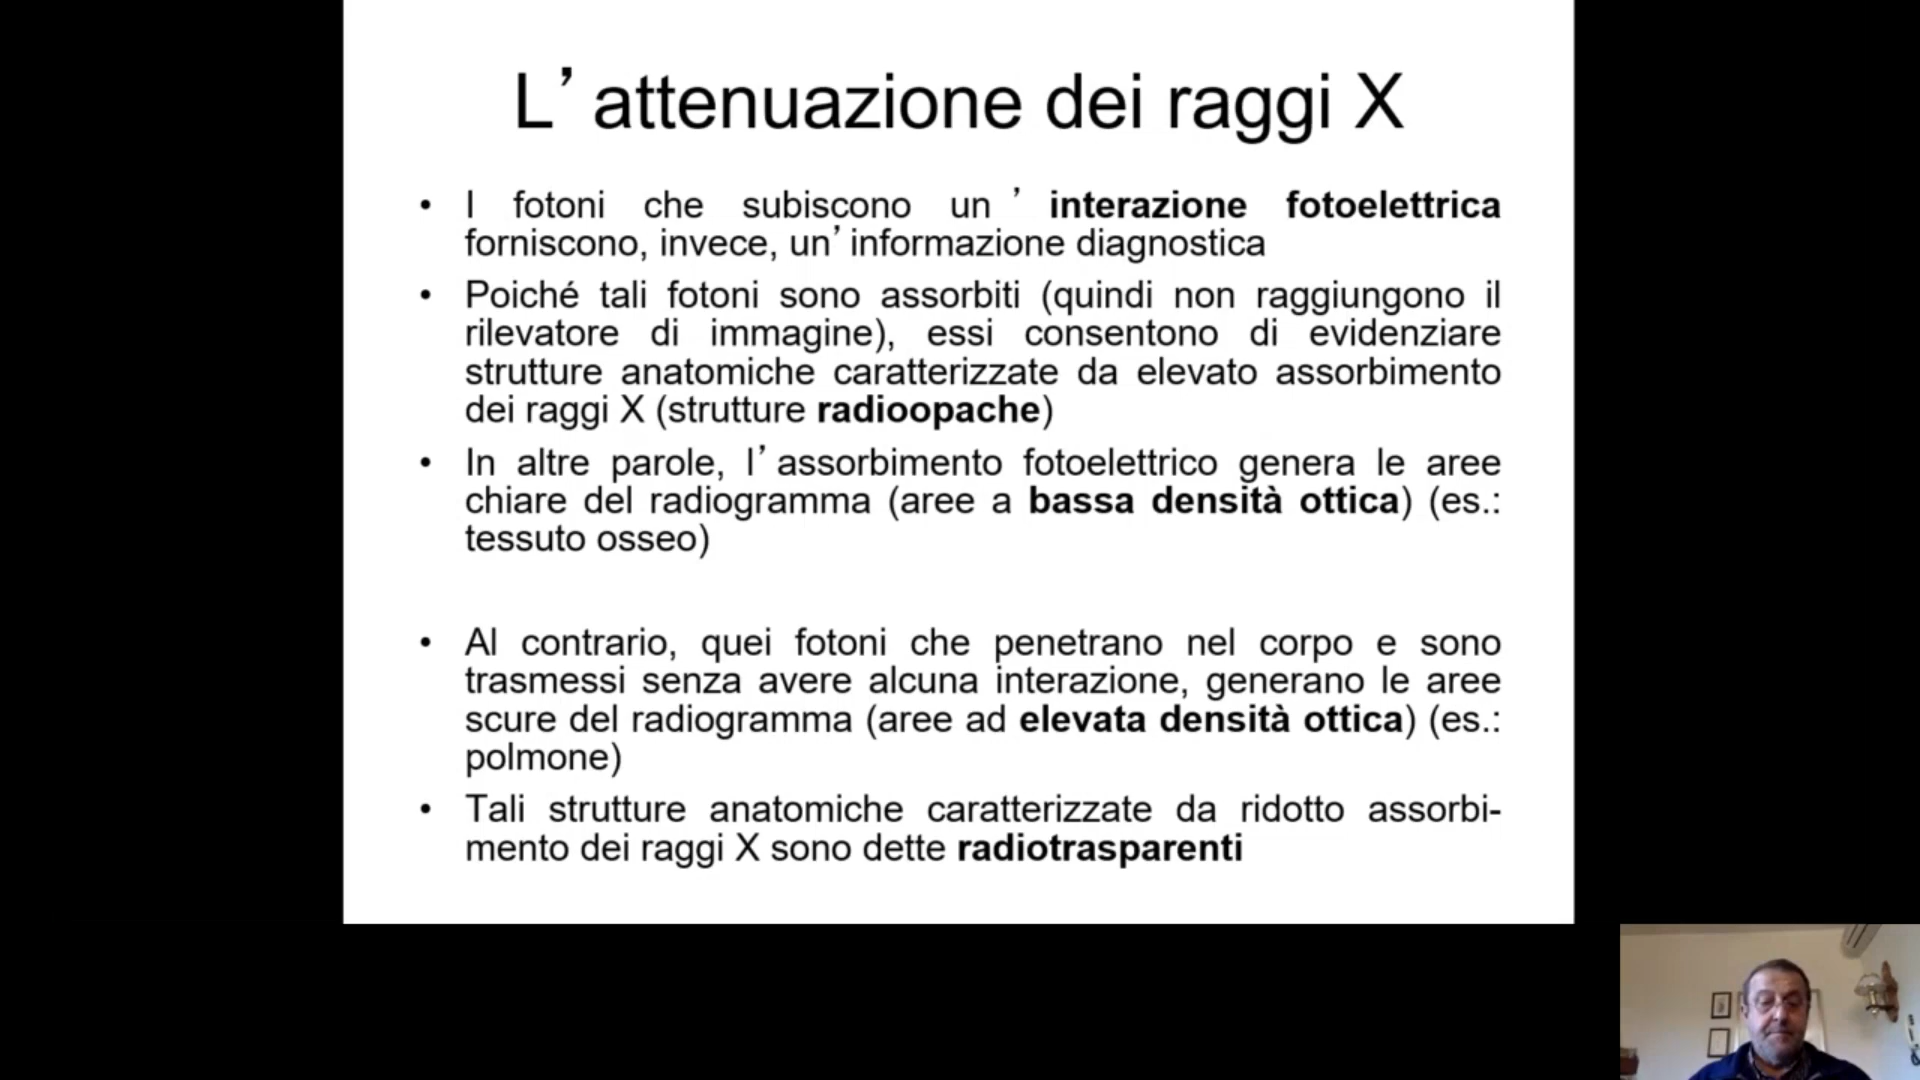 L’attenuazione dei raggi X
• I fotoni che subiscono un’interazione fotoelettrica
forniscono, invece, un’informazione diagnostica
• Poiché tali fotoni sono assorbiti (quindi non raggiungono il
rilevatore di immagine), essi consentono di evidenziare
strutture anatomiche caratterizzate da elevato assorbimento
dei raggi X (strutture radioopache)
• In altre parole, l’assorbimento fotoelettrico genera le aree
chiare del radiogramma (aree a bassa densità ottica) (es.:
tessuto osseo)
• Al contrario, quei fotoni che penetrano nel corpo e sono
trasmessi senza avere alcuna interazione, generano le aree
scure del radiogramma (aree ad elevata densità ottica) (es.:
polmone)
• Tali strutture anatomiche caratterizzate da ridotto assorbi-
mento dei raggi X sono dette radiotrasparenti